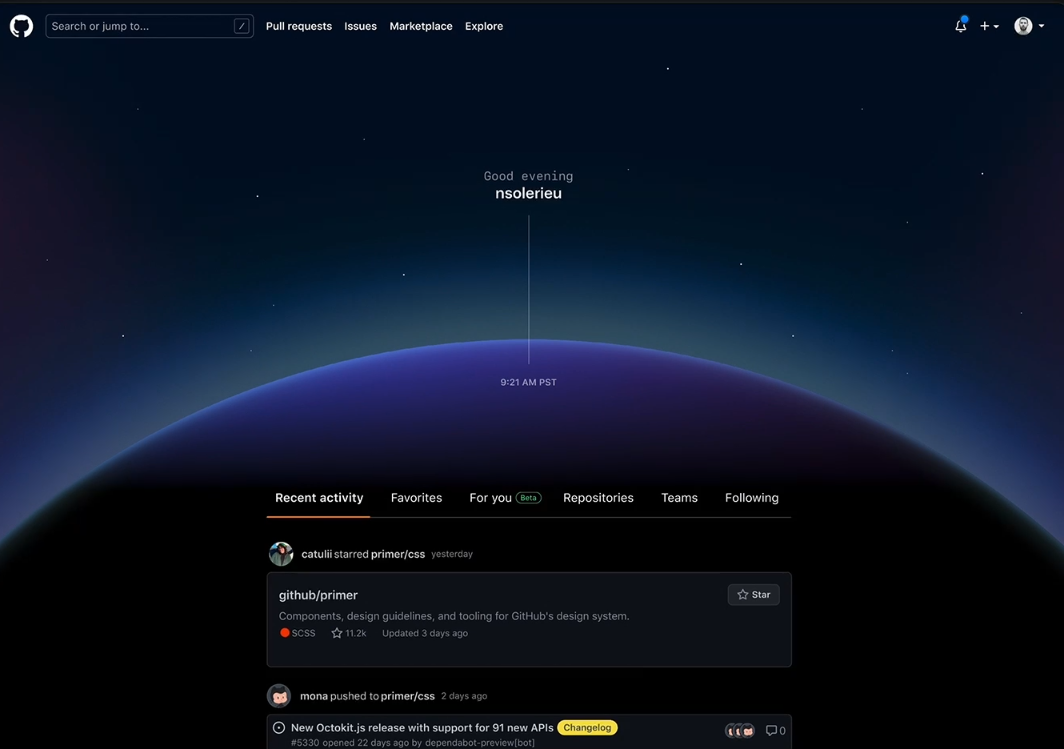 Search or jump to... /
Pull requests Issues Marketplace Explore
Good evening
nsolerieu
9:21 AM PST
Recent activity Favorites For you Beta Repositories Teams Following
catulii starred primer/css yesterday
github/primer
Star
Components, design guidelines, and tooling for GitHub's design system.
SCSS 11.2k Updated 3 days ago
mona pushed to primer/css 2 days ago
New Octokit.js release with support for 91 new APIs Changelog
0
#5330 opened 22 days ago by dependabot-preview[bot]